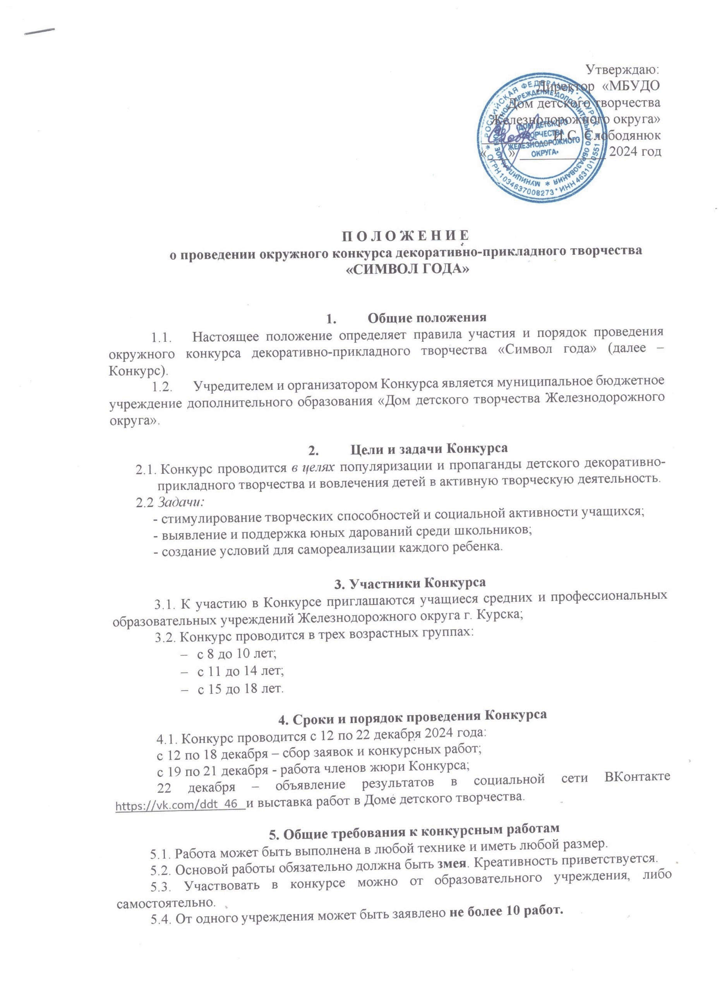 Утверждаю:
Директор «МБУДО
Дом детского творчества
Железнодорожного округа»
И.С. Слободянюк
«___» ____________ 2024 год
РОССИЙСКАЯ ФЕДЕРАЦИЯ * г. КУРСК * ОГРН 1034637008273 * ИНН 4631010551
МУНИЦИПАЛЬНОЕ БЮДЖЕТНОЕ УЧРЕЖДЕНИЕ ДОПОЛНИТЕЛЬНОГО ОБРАЗОВАНИЯ *
«ДОМ ДЕТСКОГО
ТВОРЧЕСТВА
ЖЕЛЕЗНОДОРОЖНОГО
ОКРУГА»
П О Л О Ж Е Н И Е
о проведении окружного конкурса декоративно-прикладного творчества
«СИМВОЛ ГОДА»
1. Общие положения
1.1. Настоящее положение определяет правила участия и порядок проведения
окружного конкурса декоративно-прикладного творчества «Символ года» (далее –
Конкурс).
1.2. Учредителем и организатором Конкурса является муниципальное бюджетное
учреждение дополнительного образования «Дом детского творчества Железнодорожного
округа».
2. Цели и задачи Конкурса
2.1. Конкурс проводится в целях популяризации и пропаганды детского декоративно-
прикладного творчества и вовлечения детей в активную творческую деятельность.
2.2 Задачи:
- стимулирование творческих способностей и социальной активности учащихся;
- выявление и поддержка юных дарований среди школьников;
- создание условий для самореализации каждого ребенка.
3. Участники Конкурса
3.1. К участию в Конкурсе приглашаются учащиеся средних и профессиональных
образовательных учреждений Железнодорожного округа г. Курска;
3.2. Конкурс проводится в трех возрастных группах:
– с 8 до 10 лет;
– с 11 до 14 лет;
– с 15 до 18 лет.
4. Сроки и порядок проведения Конкурса
4.1. Конкурс проводится с 12 по 22 декабря 2024 года:
с 12 по 18 декабря – сбор заявок и конкурсных работ;
с 19 по 21 декабря - работа членов жюри Конкурса;
22 декабря – объявление результатов в социальной сети ВКонтакте
https://vk.com/ddt_46 и выставка работ в Доме детского творчества.
5. Общие требования к конкурсным работам
5.1. Работа может быть выполнена в любой технике и иметь любой размер.
5.2. Основой работы обязательно должна быть змея. Креативность приветствуется.
5.3. Участвовать в конкурсе можно от образовательного учреждения, либо
самостоятельно.
5.4. От одного учреждения может быть заявлено не более 10 работ.